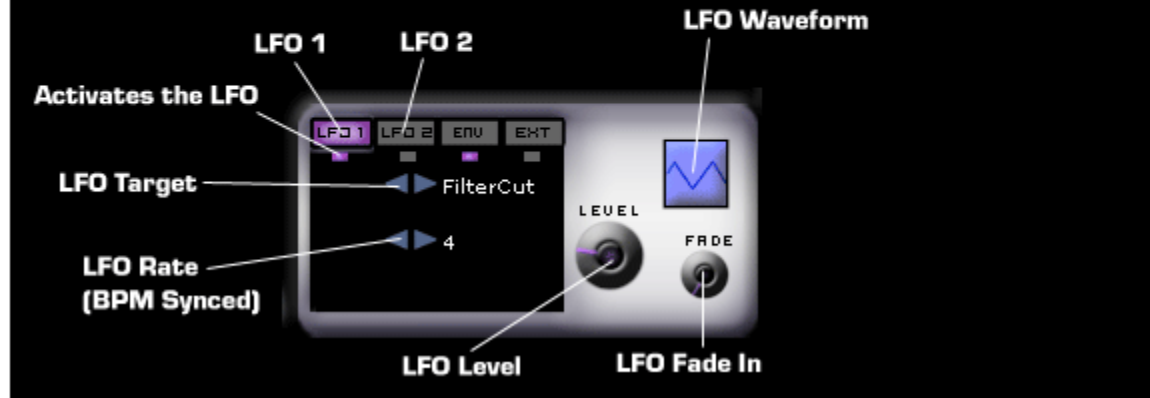 LFO Waveform
LFO 1
LFO 2
Activates the LFO
LFO 1 LFO 2 ENV EXT
LFO Target
FilterCut
LEVEL
FADE
4
LFO Rate
(BPM Synced)
LFO Level
LFO Fade In